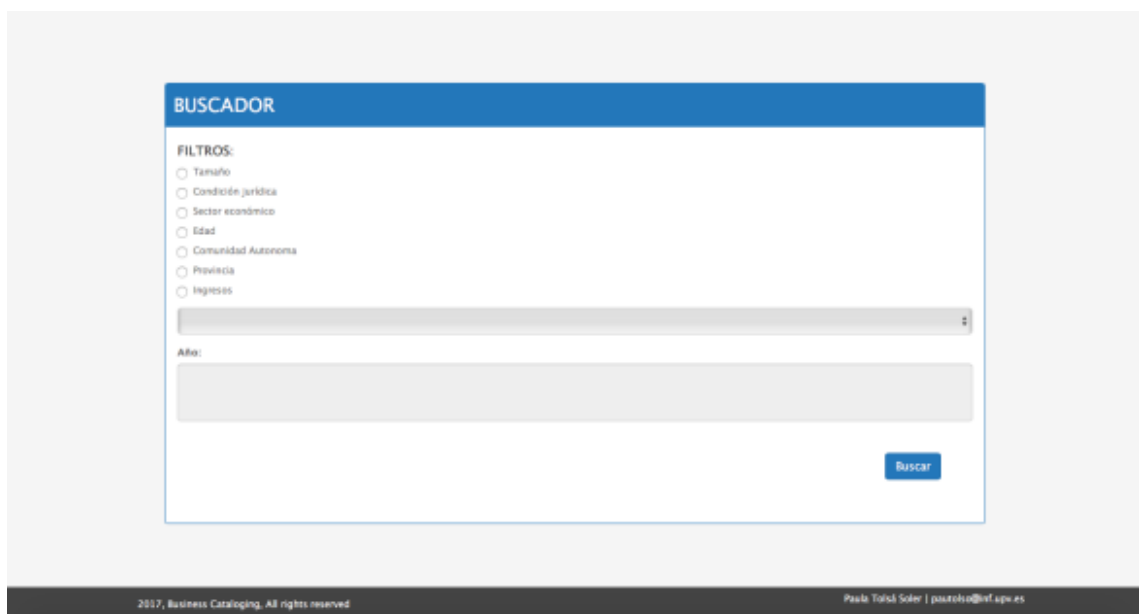 BUSCADOR
FILTROS:
Tamaño
Condición jurídica
Sector económico
Edad
Comunidad Autonoma
Provincia
Ingresos
Año:
Buscar
2017, Business Cataloging, All rights reserved
Paula Tolsá Soler | pautolso@inf.upv.es